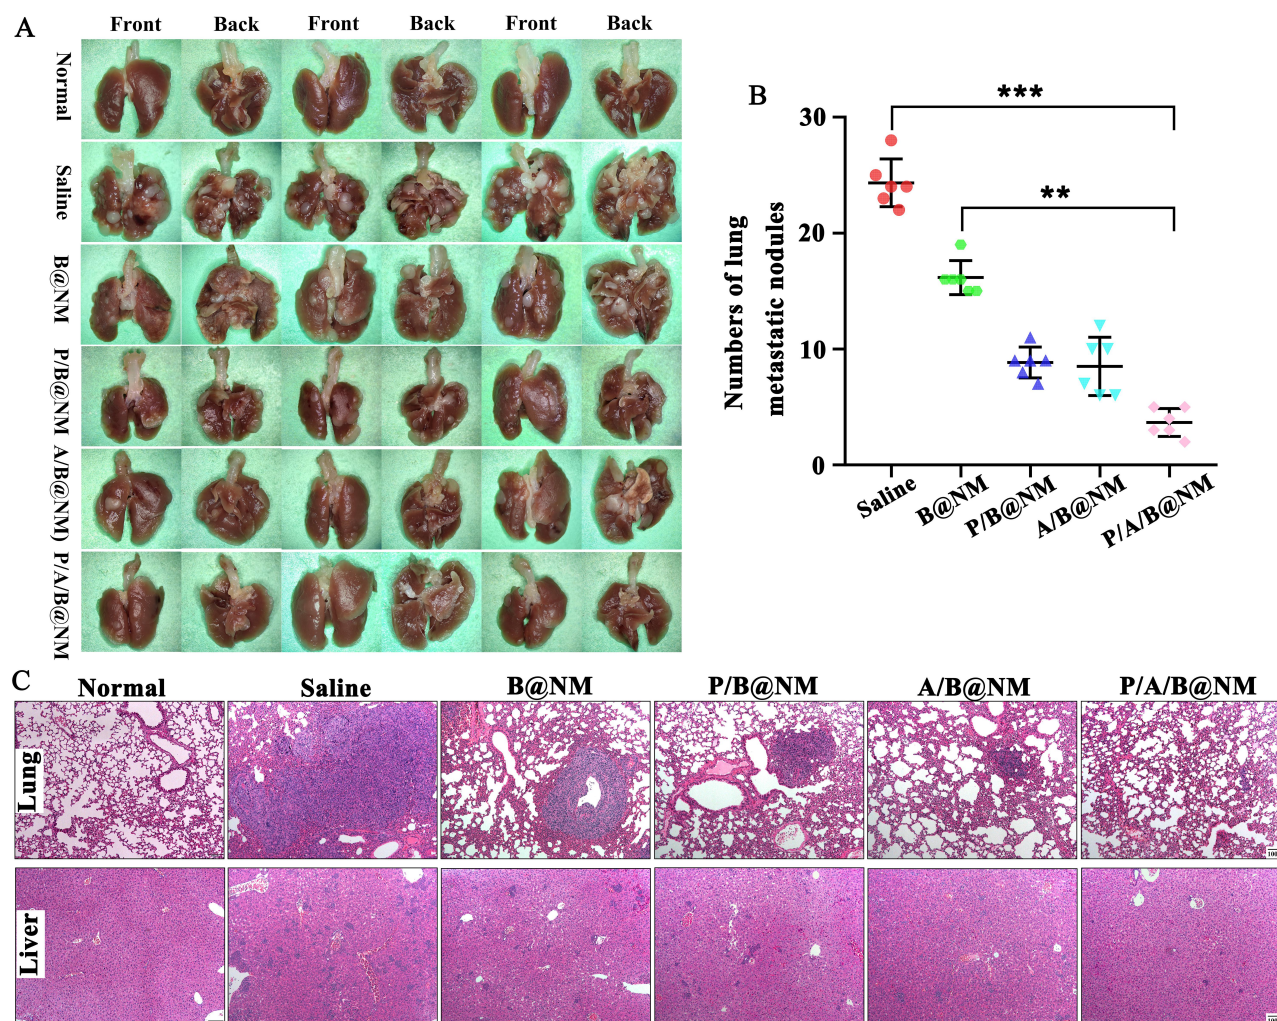 A
Front Back Front Back Front Back
Normal
Saline
B@NM
P/B@NM
A/B@NM)
P/A/B@NM
B
***
**
Numbers of lung
metastatic nodules
30
20
10
0
Saline
B@NM
P/B@NM
A/B@NM
P/A/B@NM
C
Normal Saline B@NM P/B@NM A/B@NM P/A/B@NM
Lung
Liver